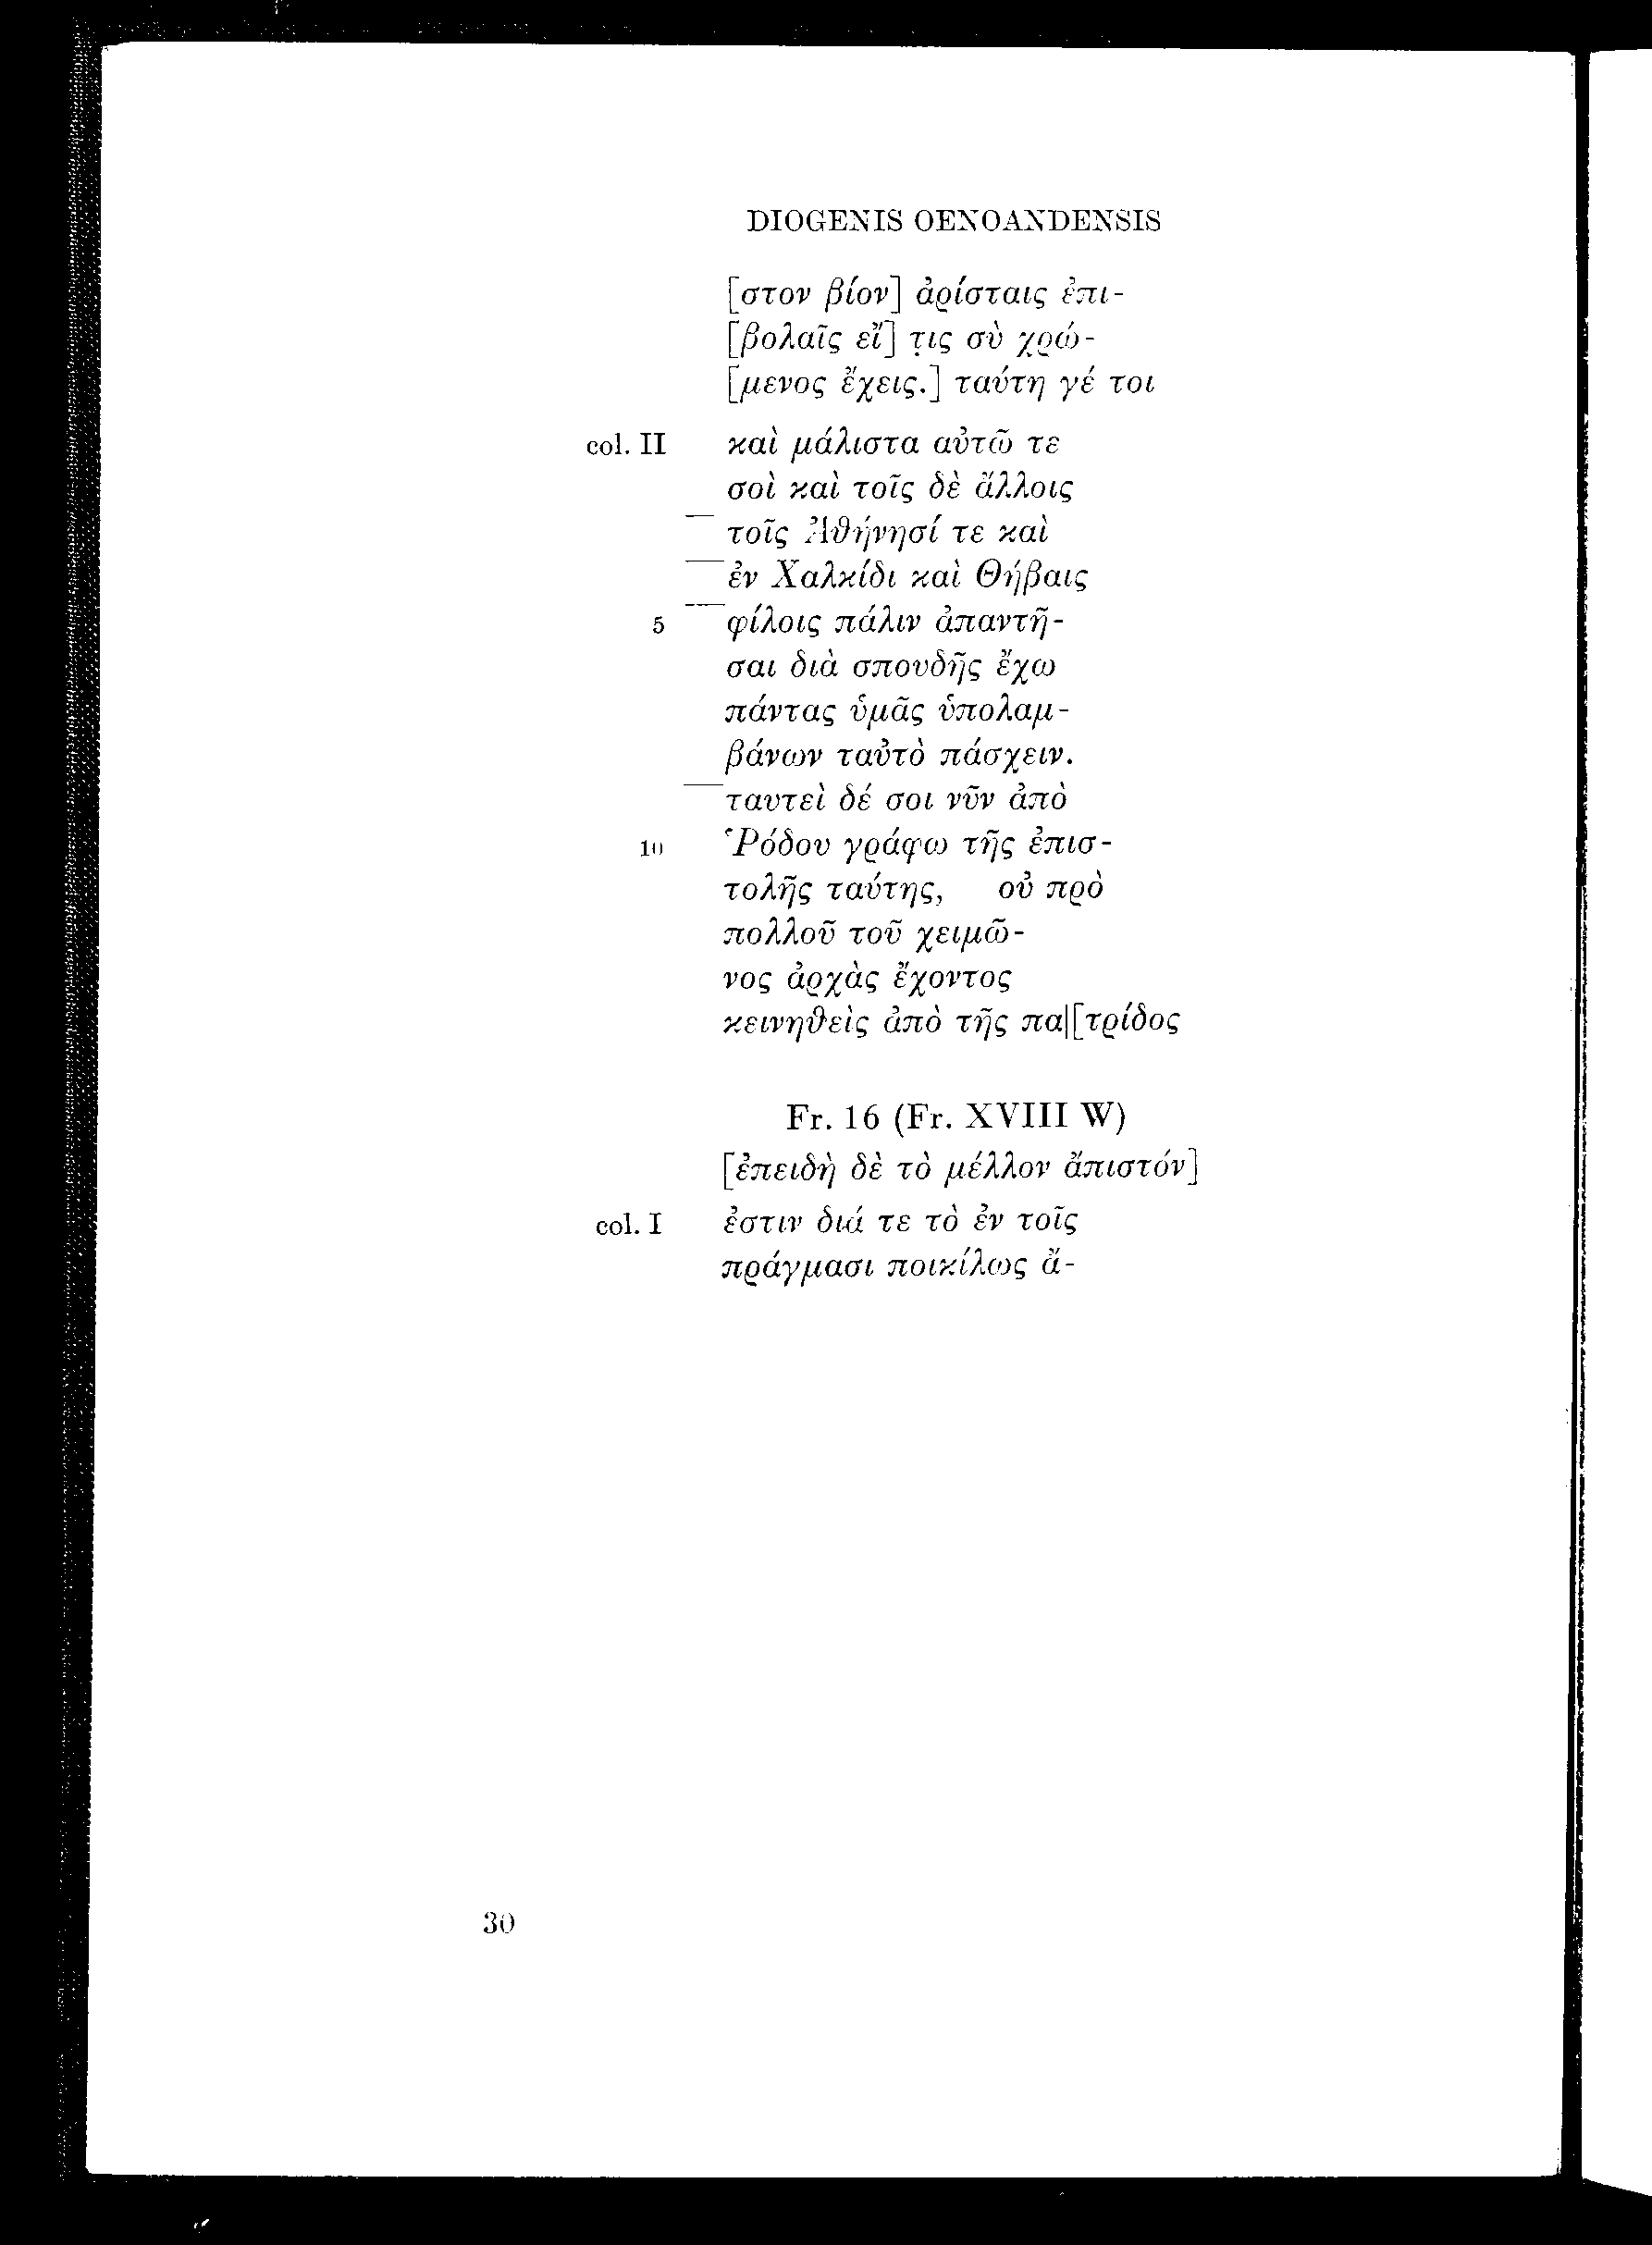 DIOGENIS OENOANDENSIS
[στον βίον] ἀρίσταις ἐπι-
[βολαῖς εἴ] τ̣ις σὺ χρώ-
[μενος ἔχεις.] ταύτη γέ τοι
col. II καὶ μάλιστα αὐτῶ τε
σοὶ καὶ τοῖς δὲ ἄλλοις
τοῖς Ἀθήνησί τε καὶ
ἐν Χαλκίδι καὶ Θήβαις
5 φίλοις πάλιν ἀπαντῆ-
σαι διὰ σπουδῆς ἔχω
πάντας ὑμᾶς ὑπολαμ-
βάνων ταὐτὸ πάσχειν.
ταυτεὶ δέ σοι νῦν ἀπὸ
10 Ῥόδου γράφω τῆς ἐπισ-
τολῆς ταύτης, οὐ πρὸ
πολλοῦ τοῦ χειμῶ-
νος ἀρχὰς ἔχοντος
κεινηθεὶς ἀπὸ τῆς πα|[τρίδος
Fr. 16 (Fr. XVIII W)
[ἐπειδὴ δὲ τὸ μέλλον ἄπιστόν]
col. I ἐστιν διά τε τὸ ἐν τοῖς
πράγμασι ποικίλως ἄ-
30